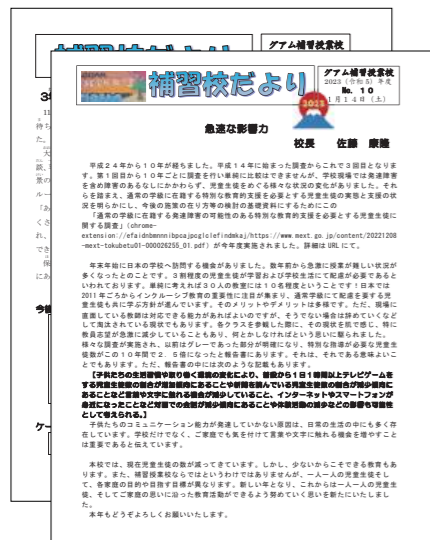 グアム補習授業校
補習校だより
グアム補習授業校
2023（令和5）年度
No. 10
1月14日（土）
2023
急速な影響力
校長　佐藤　康隆
平成２４年から１０年が経ちました。平成１４年に始まった調査からこれで３回目となりま
す。第１回目から１０年ごとに調査を行い単純に比較はできませんが、学校現場では発達障害
を含め障害のあるなしにかかわらず、児童生徒をめぐる様々な状況の変化がありました。それ
らを踏まえ、通常の学級に在籍する特別な教育的支援を必要とする児童生徒の実態と支援の状
況を明らかにし、今後の施策の在り方等の検討の基礎資料にするためにこの
「通常の学級に在籍する発達障害の可能性のある特別な教育的支援を必要とする児童生徒に
関する調査」(chrome-
extension://efaidnbmnnnibpcajpcglclefindmkaj/https://www.mext.go.jp/content/20221208
-mext-tokubetu01-000026255_01.pdf) が今年度実施されました。詳細は URL にて。
年末年始に日本の学校へ訪問する機会がありました。数年前から急激に授業が難しい状況が
多くなったとのことです。３割程度の児童生徒が学習および学校生活にて配慮が必要であると
いわれております。単純に考えれば３０人の教室には１０名程度ということです！日本では
2011 年ごろからインクルーシブ教育の重要性に注目が集まり、通常学級にて配慮を要する児
童生徒も共に学ぶ方針が進んでいます。そのメリットやデメリットは多様です。ただ、現場に
直面している教師は対応できる能力があればよいのですが、そうでない場合は諦めていくなど
して淘汰されている現状でもあります。各クラスを参観した際に、その現状を肌で感じ、特に
教員志望が急激に減少していることもあり、何とかしなければという思いに駆られました。
様々な調査が実施され、以前はグレーであった部分が明確になり、特別な指導が必要な児童生
徒数がこの１０年間で２．５倍になったと報告書にあります。それは、それである意味よいこ
とでもあります。ただ、報告書の中には次のような記載もあります。
【子供たちの生活習慣や取り巻く環境の変化により、普段から１日１時間以上テレビゲームを
する児童生徒数の割合が増加傾向にあることや新聞を読んでいる児童生徒数の割合が減少傾向に
あることなど言葉や文字に触れる機会が減少していること、インターネットやスマートフォンが
身近になったことなど対面での会話が減少傾向にあることや体験活動の減少などの影響も可能性
として考えられる。】
子供たちのコミュニケーション能力が発達していかない原因は、日常の生活の中にも多く存
在しています。学校だけでなく、ご家庭でも気を付けて言葉や文字に触れる機会を増やすこと
は重要であると伝えています。
本校では、現在児童生徒の数が減ってきています。しかし、少ないからこそできる教育もあ
ります。また、補習授業校ならではというわけではありませんが、一人一人の児童生徒そし
て、各家庭の目的や目指す目標が異なります。新しい年となり、これからは一人一人の児童生
徒、そしてご家庭の思いに沿った教育活動ができるよう努めていく思いを新たにいたしまし
た。
本年もどうぞよろしくお願いいたします。